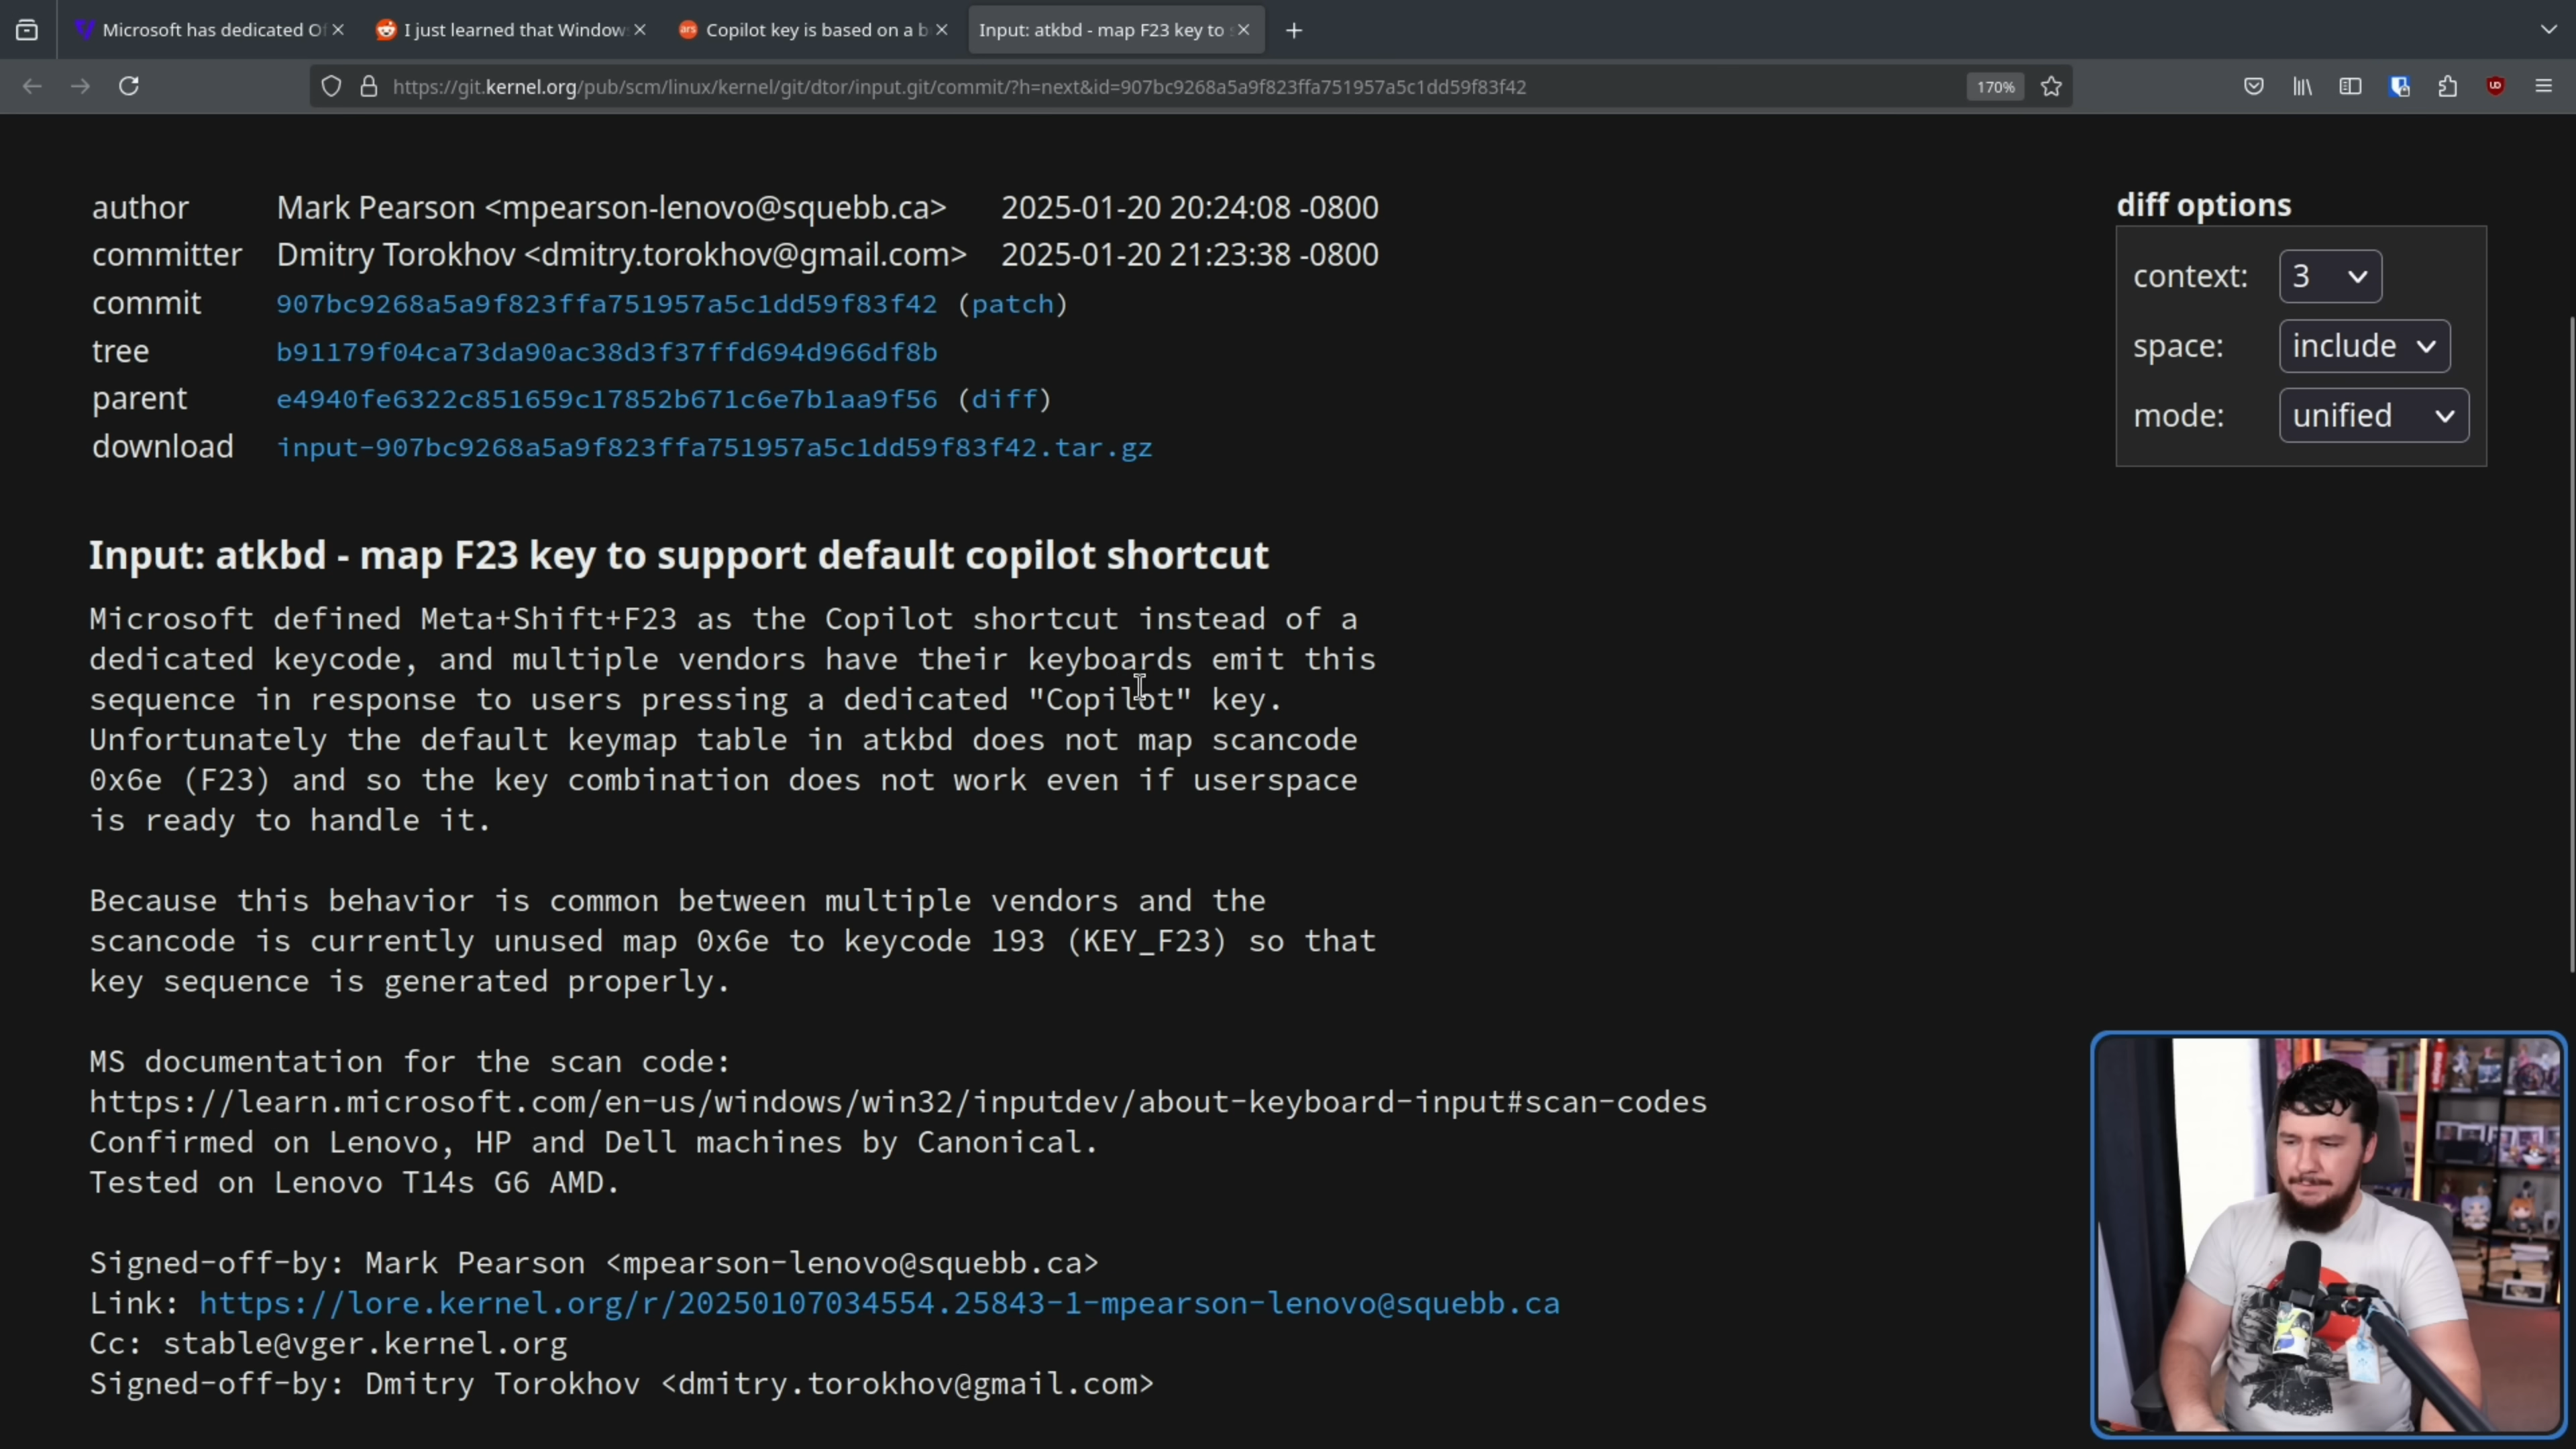 Microsoft has dedicated Of
I just learned that Window
ars
Copilot key is based on a b
Input: atkbd - map F23 key to s
https://git.kernel.org/pub/scm/linux/kernel/git/dtor/input.git/commit/?h=next&id=907bc9268a5a9f823ffa751957a5c1dd59f83f42
170%
author Mark Pearson <mpearson-lenovo@squebb.ca> 2025-01-20 20:24:08 -0800
committer Dmitry Torokhov <dmitry.torokhov@gmail.com> 2025-01-20 21:23:38 -0800
commit 907bc9268a5a9f823ffa751957a5c1dd59f83f42 (patch)
tree b91179f04ca73da90ac38d3f37ffd694d966df8b
parent e4940fe6322c851659c17852b671c6e7b1aa9f56 (diff)
download input-907bc9268a5a9f823ffa751957a5c1dd59f83f42.tar.gz
diff options
context: 3
space: include
mode: unified
Input: atkbd - map F23 key to support default copilot shortcut
Microsoft defined Meta+Shift+F23 as the Copilot shortcut instead of a
dedicated keycode, and multiple vendors have their keyboards emit this
sequence in response to users pressing a dedicated "Copilot" key.
Unfortunately the default keymap table in atkbd does not map scancode
0x6e (F23) and so the key combination does not work even if userspace
is ready to handle it.
Because this behavior is common between multiple vendors and the
scancode is currently unused map 0x6e to keycode 193 (KEY_F23) so that
key sequence is generated properly.
MS documentation for the scan code:
https://learn.microsoft.com/en-us/windows/win32/inputdev/about-keyboard-input#scan-codes
Confirmed on Lenovo, HP and Dell machines by Canonical.
Tested on Lenovo T14s G6 AMD.
Signed-off-by: Mark Pearson <mpearson-lenovo@squebb.ca>
Link: https://lore.kernel.org/r/20250107034554.25843-1-mpearson-lenovo@squebb.ca
Cc: stable@vger.kernel.org
Signed-off-by: Dmitry Torokhov <dmitry.torokhov@gmail.com>